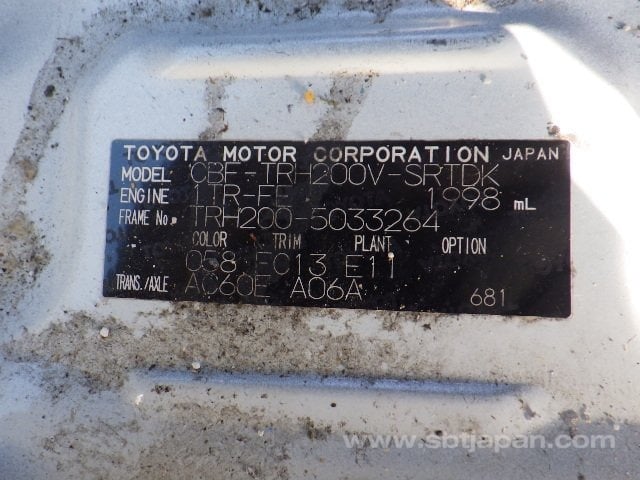 TOYOTA MOTOR CORPORATION JAPAN
MODEL CBF-TRH200V-SRTDK
ENGINE 1TR-FE 1998 mL
FRAME No. TRH200-5033264
COLOR TRIM PLANT OPTION
058 FC13 E11
TRANS./AXLE AC60E A06A 681
www.sbtjapan.com